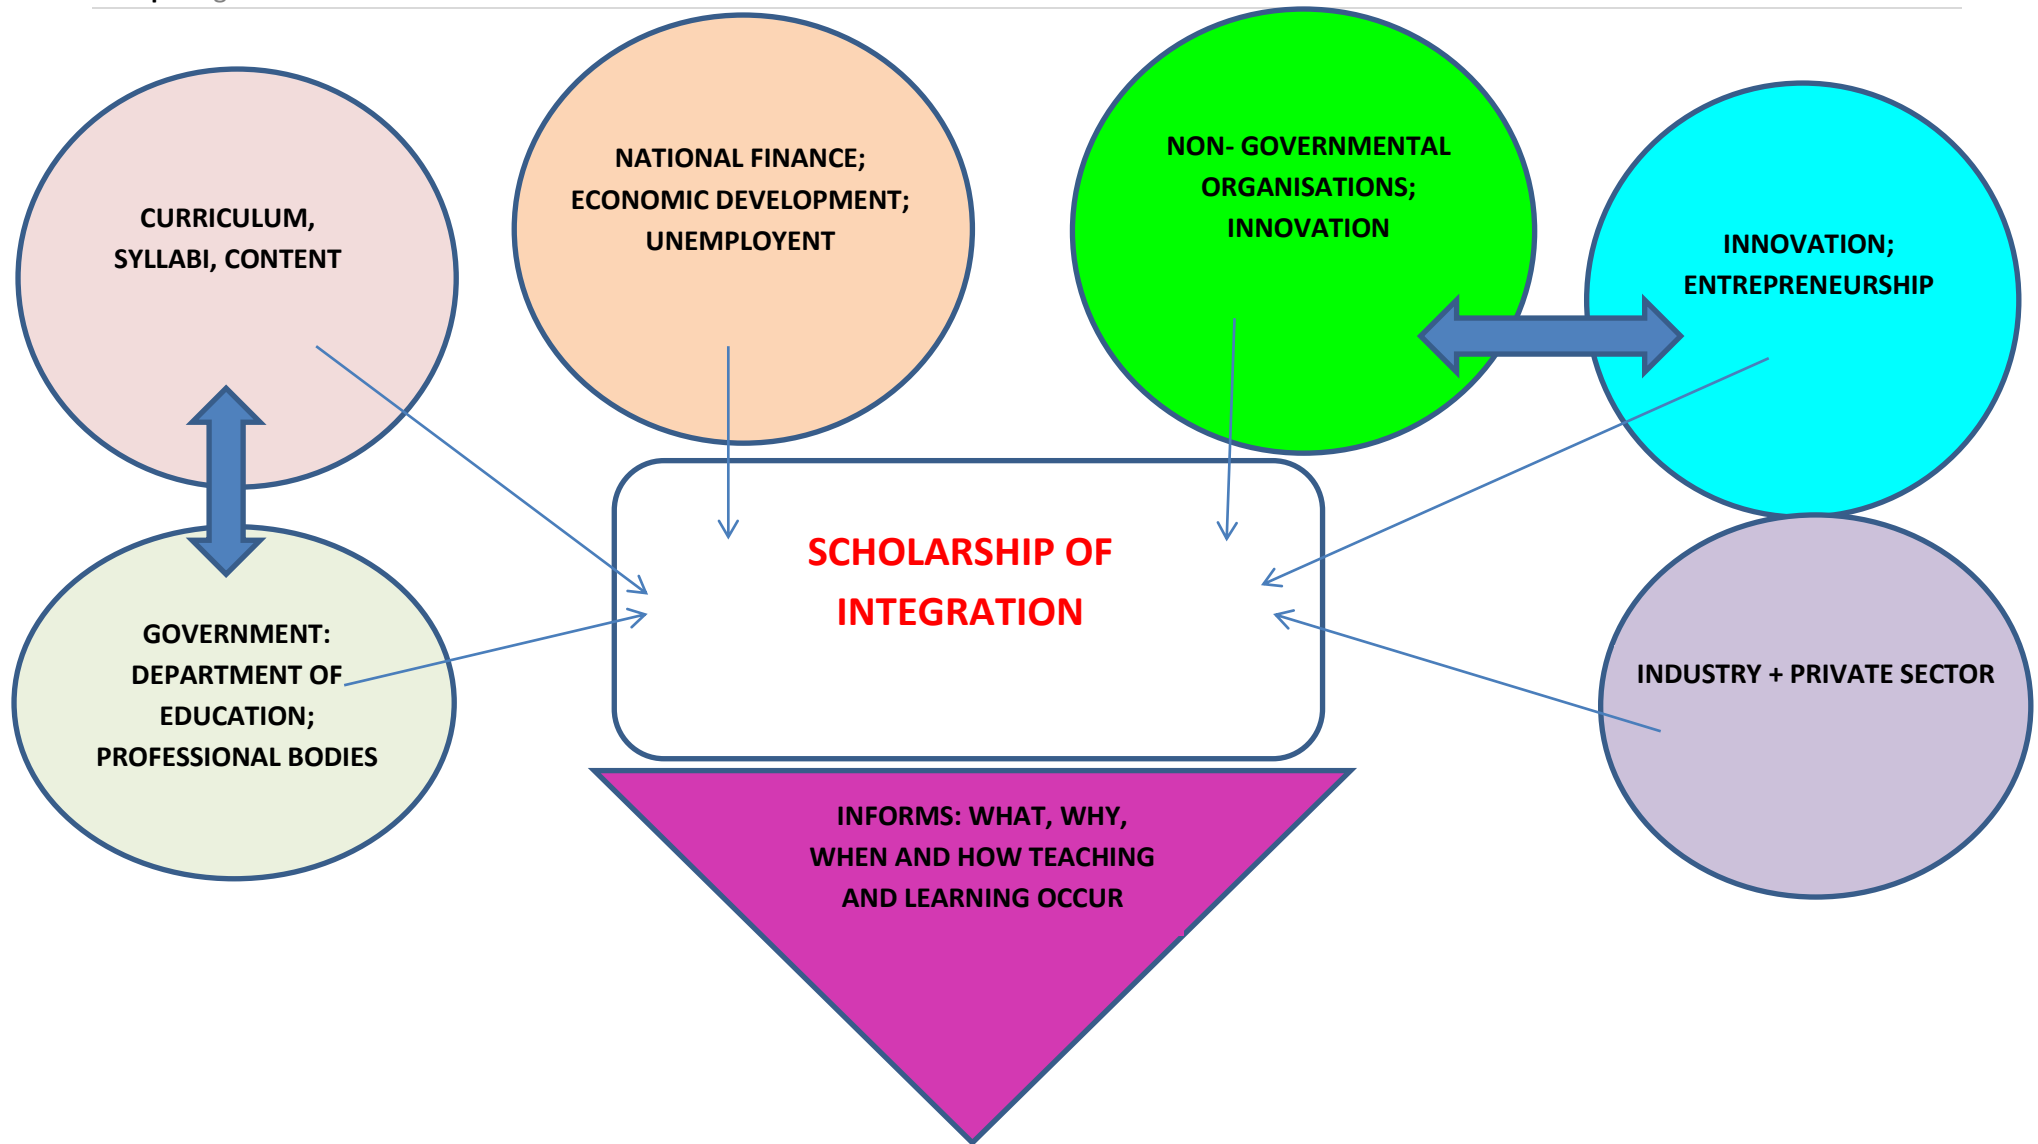 NATIONAL FINANCE;
ECONOMIC DEVELOPMENT;
UNEMPLOYENT
NON- GOVERNMENTAL
ORGANISATIONS;
INNOVATION
CURRICULUM,
SYLLABI, CONTENT
INNOVATION;
ENTREPRENEURSHIP
SCHOLARSHIP OF
INTEGRATION
GOVERNMENT:
DEPARTMENT OF
EDUCATION;
PROFESSIONAL BODIES
INDUSTRY + PRIVATE SECTOR
INFORMS: WHAT, WHY,
WHEN AND HOW TEACHING
AND LEARNING OCCUR